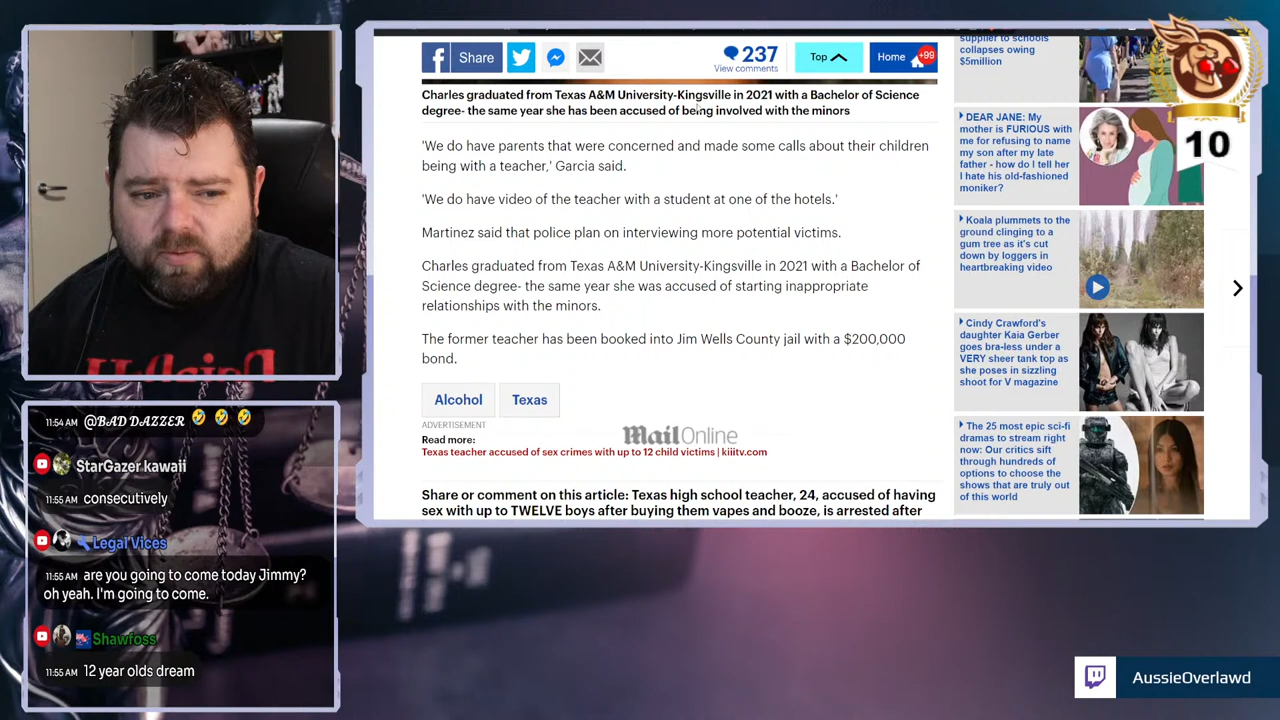 Share
237
View comments
Top
Home
+99
Charles graduated from Texas A&M University-Kingsville in 2021 with a Bachelor of Science
degree- the same year she has been accused of being involved with the minors
'We do have parents that were concerned and made some calls about their children
being with a teacher,' Garcia said.
'We do have video of the teacher with a student at one of the hotels.'
Martinez said that police plan on interviewing more potential victims.
Charles graduated from Texas A&M University-Kingsville in 2021 with a Bachelor of
Science degree- the same year she was accused of starting inappropriate
relationships with the minors.
The former teacher has been booked into Jim Wells County jail with a $200,000
bond.
Alcohol
Texas
ADVERTISEMENT
Read more:
Texas teacher accused of sex crimes with up to 12 child victims | kiiitv.com
MailOnline
Share or comment on this article: Texas high school teacher, 24, accused of having
sex with up to TWELVE boys after buying them vapes and booze, is arrested after
supplier to schools
collapses owing
$5million
DEAR JANE: My
mother is FURIOUS with
me for refusing to name
my son after my late
father - how do I tell her
I hate his old-fashioned
moniker?
Koala plummets to the
ground clinging to a
gum tree as it's cut
down by loggers in
heartbreaking video
Cindy Crawford's
daughter Kaia Gerber
goes bra-less under a
VERY sheer tank top as
she poses in sizzling
shoot for V magazine
The 25 most epic sci-fi
dramas to stream right
now: Our critics sift
through hundreds of
options to choose the
shows that are truly out
of this world
10
11:54 AM @BAD DAZZER
StarGazer kawaii
11:55 AM consecutively
Legal Vices
11:55 AM are you going to come today Jimmy?
oh yeah. I'm going to come.
Shawfoss
11:55 AM 12 year olds dream
AussieOverlawd